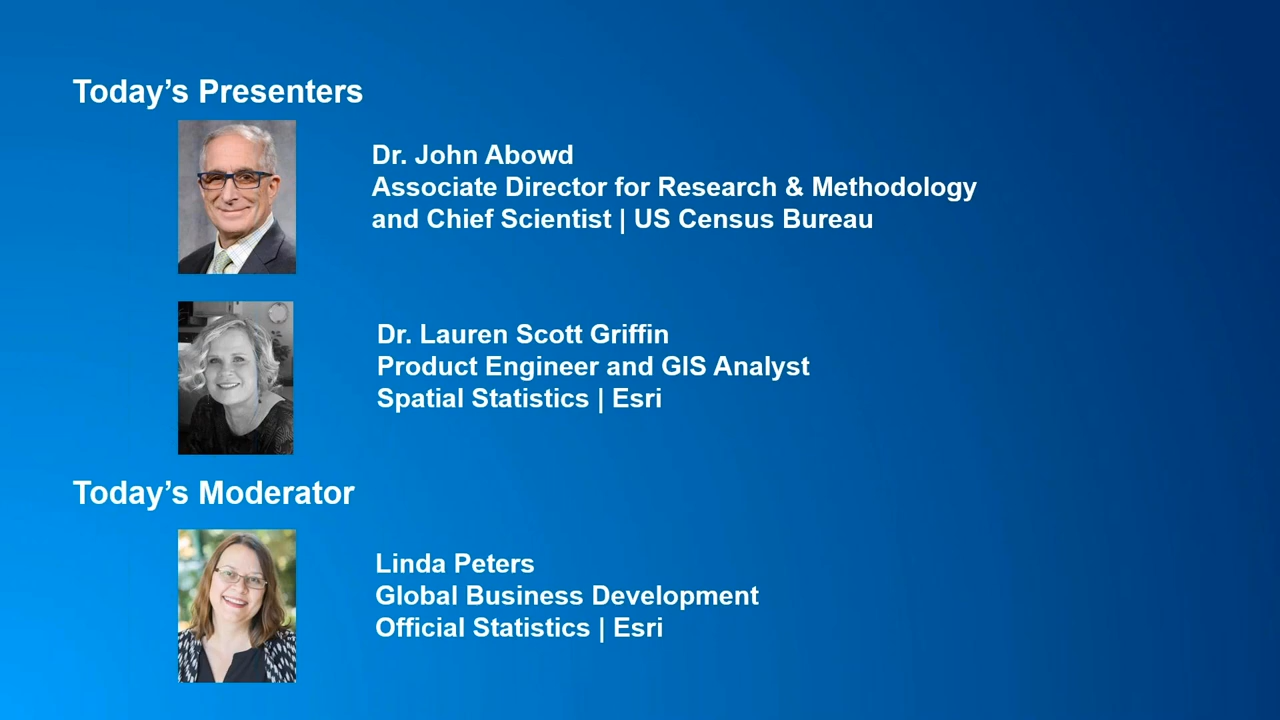 Today’s Presenters
Dr. John Abowd
Associate Director for Research & Methodology
and Chief Scientist | US Census Bureau
Dr. Lauren Scott Griffin
Product Engineer and GIS Analyst
Spatial Statistics | Esri
Today’s Moderator
Linda Peters
Global Business Development
Official Statistics | Esri